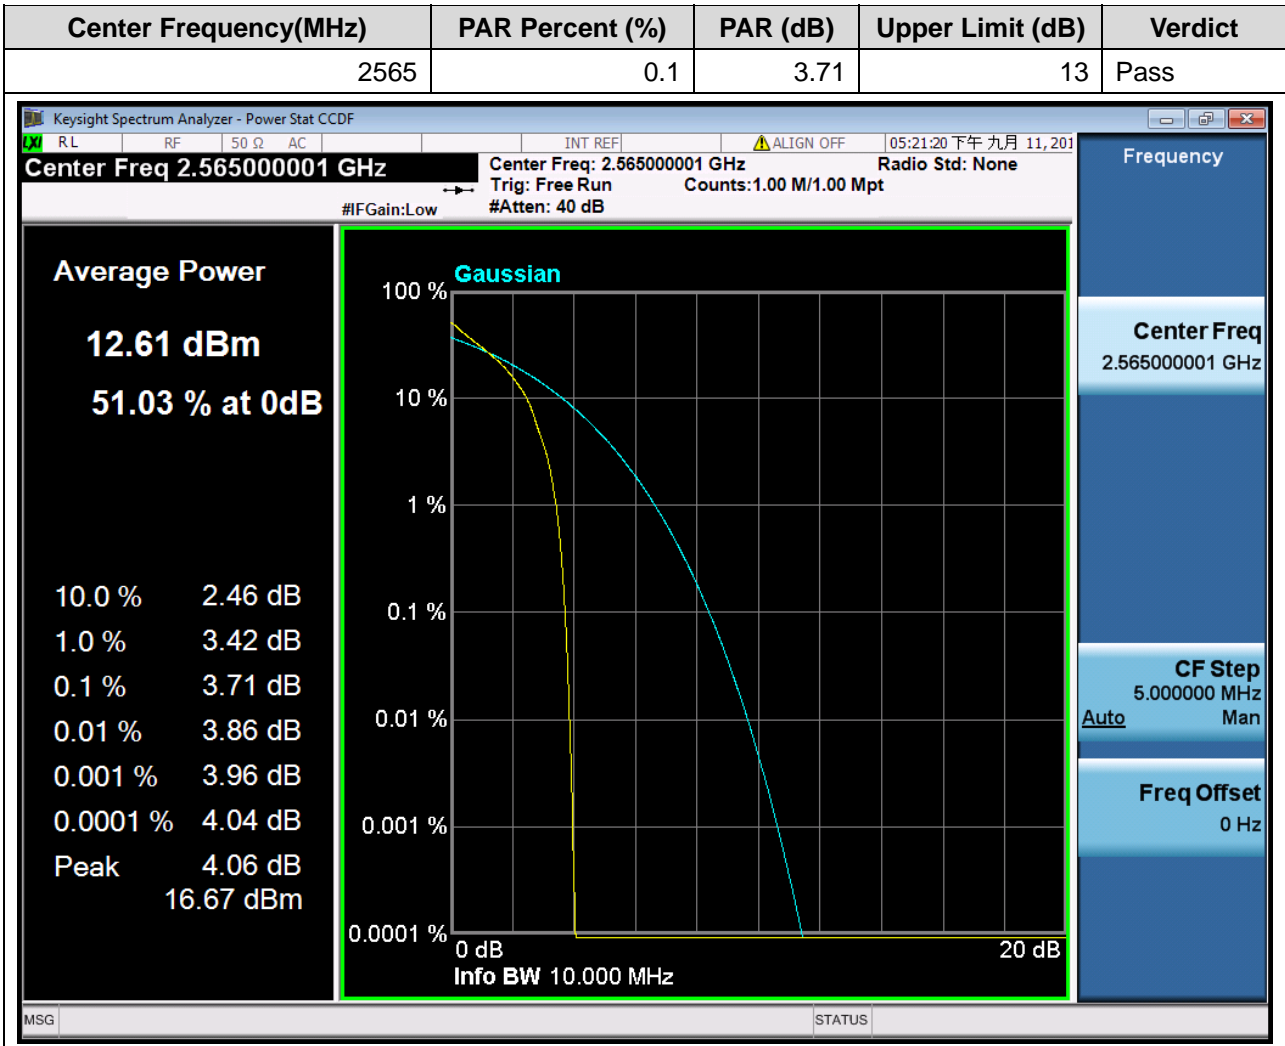 Center Frequency(MHz) PAR Percent (%) PAR (dB) Upper Limit (dB) Verdict
2565 0.1 3.71 13 Pass
Keysight Spectrum Analyzer - Power Stat CCDF
LXI RL RF 50 Ω AC INT REF ALIGN OFF 05:21:20 下午 九月 11, 201
Center Freq 2.565000001 GHz
Center Freq: 2.565000001 GHz Radio Std: None
Trig: Free Run Counts:1.00 M/1.00 Mpt
#IFGain:Low #Atten: 40 dB
Average Power
12.61 dBm
51.03 % at 0dB
10.0 % 2.46 dB
1.0 % 3.42 dB
0.1 % 3.71 dB
0.01 % 3.86 dB
0.001 % 3.96 dB
0.0001 % 4.04 dB
Peak 4.06 dB
16.67 dBm
Gaussian
100 %
10 %
1 %
0.1 %
0.01 %
0.001 %
0.0001 %
0 dB 20 dB
Info BW 10.000 MHz
Frequency
Center Freq
2.565000001 GHz
CF Step
5.000000 MHz
Auto Man
Freq Offset
0 Hz
MSG STATUS